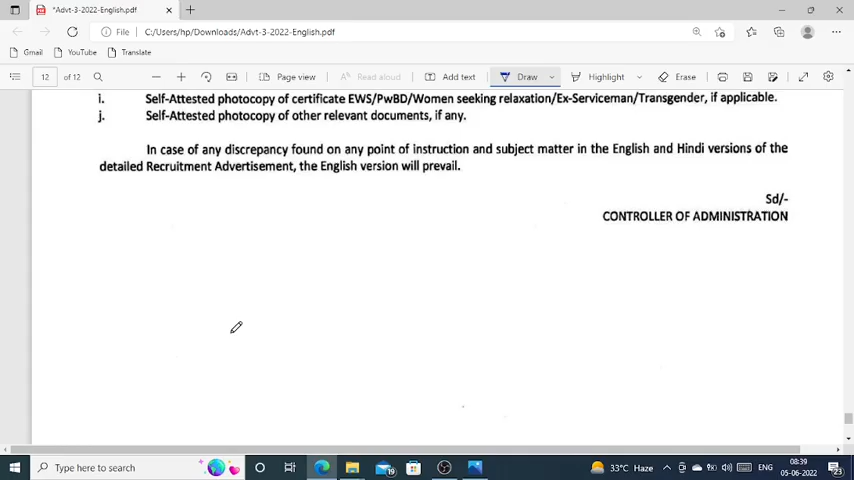 *Advt-3-2022-English.pdf
File C:/Users/hp/Downloads/Advt-3-2022-English.pdf
Gmail YouTube Translate
12 of 12 Page view Read aloud Add text Draw Highlight Erase
i. Self-Attested photocopy of certificate EWS/PwBD/Women seeking relaxation/Ex-Serviceman/Transgender, if applicable.
j. Self-Attested photocopy of other relevant documents, if any.
In case of any discrepancy found on any point of instruction and subject matter in the English and Hindi versions of the
detailed Recruitment Advertisement, the English version will prevail.
Sd/-
CONTROLLER OF ADMINISTRATION
Type here to search 19 33°C Haze ENG 08:39
05-06-2022 23